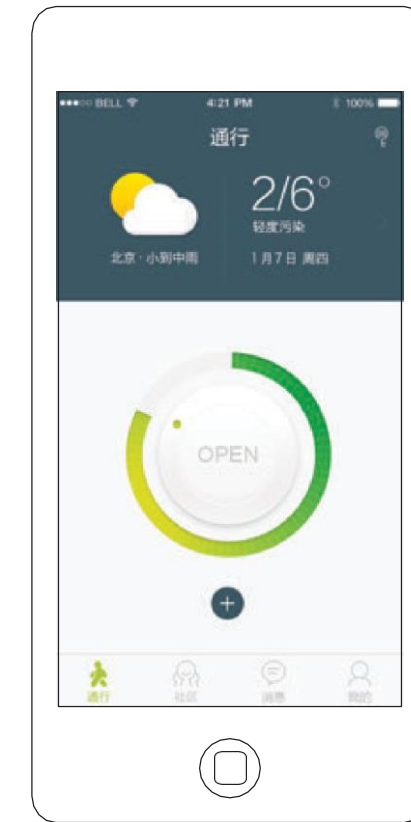 BELL 4:21 PM 100%
通行
2/6°
轻度污染
北京·小到中雨 1月7日 周四
OPEN
+
通行 社区 消息 我的